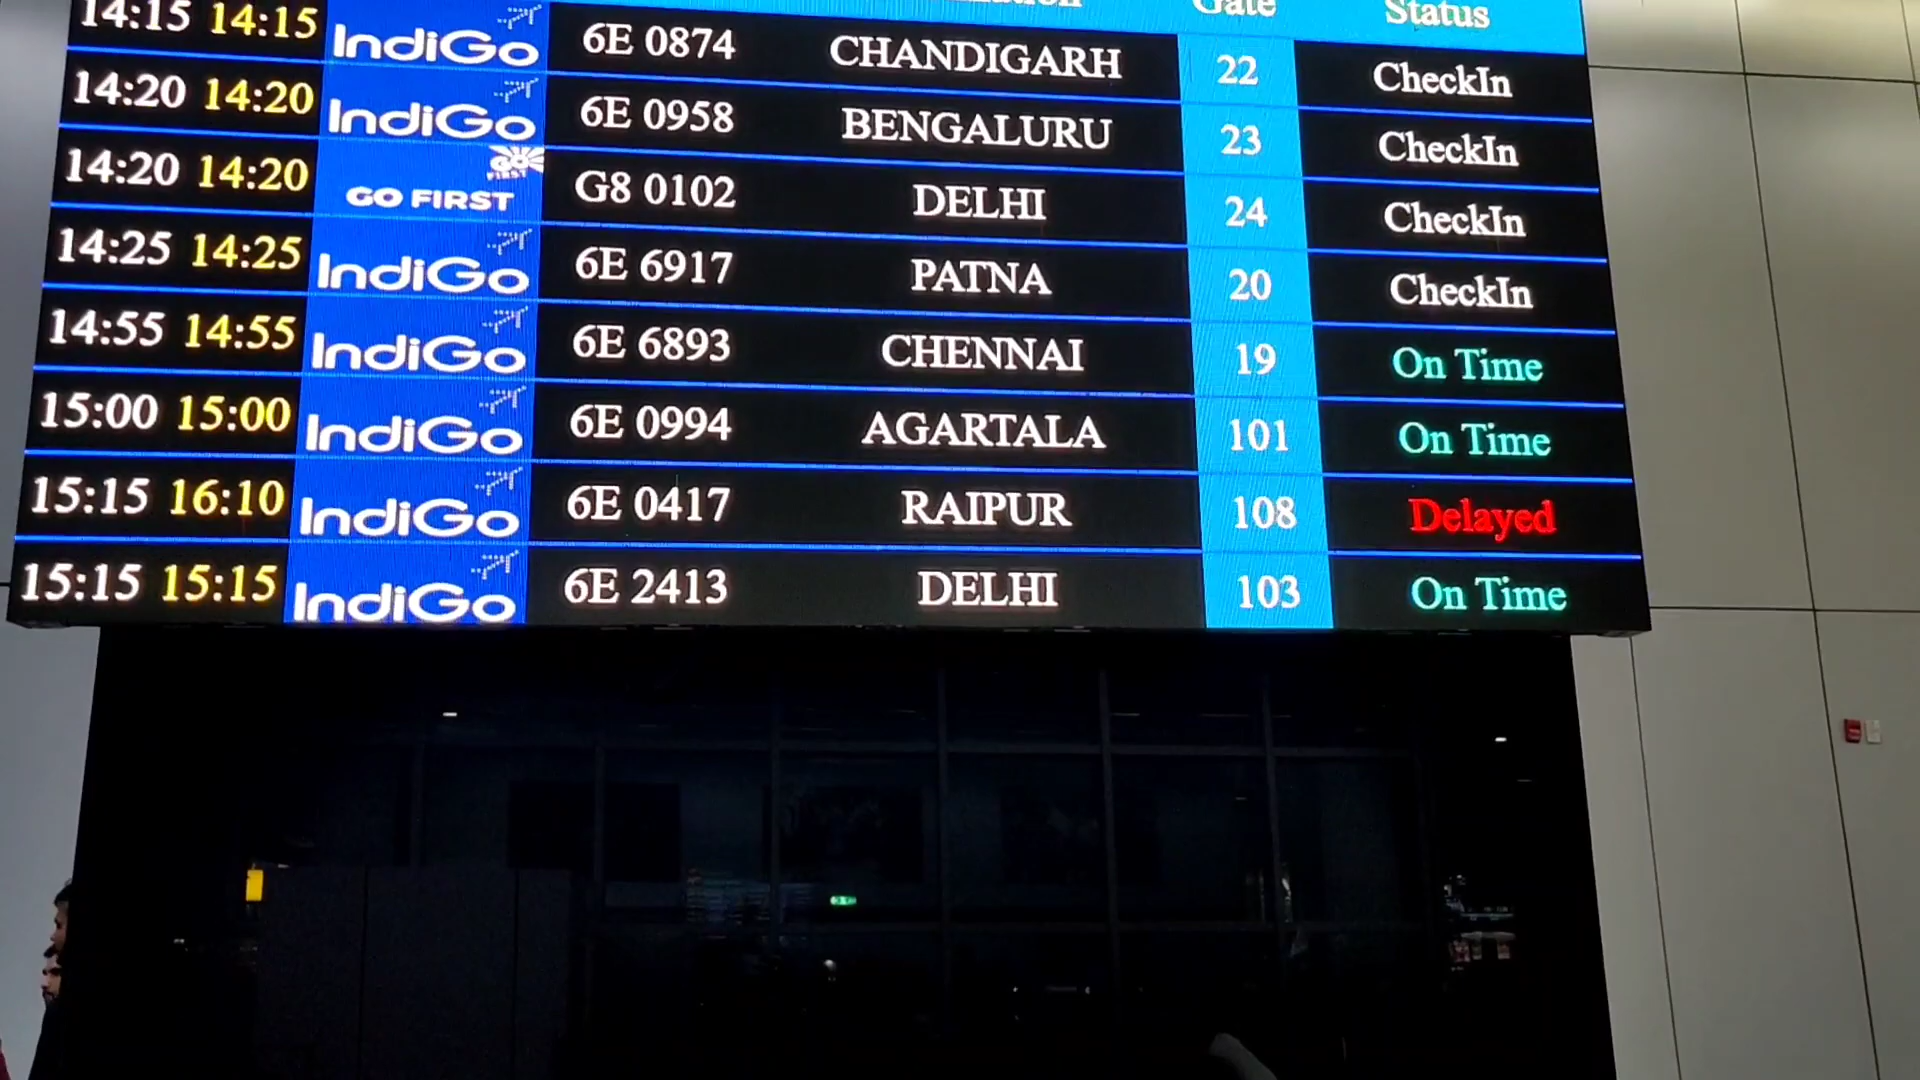 Gate Status
14:15 14:15 IndiGo 6E 0874 CHANDIGARH 22 CheckIn
14:20 14:20 IndiGo 6E 0958 BENGALURU 23 CheckIn
14:20 14:20 GO FIRST GO FIRST G8 0102 DELHI 24 CheckIn
14:25 14:25 IndiGo 6E 6917 PATNA 20 CheckIn
14:55 14:55 IndiGo 6E 6893 CHENNAI 19 On Time
15:00 15:00 IndiGo 6E 0994 AGARTALA 101 On Time
15:15 16:10 IndiGo 6E 0417 RAIPUR 108 Delayed
15:15 15:15 IndiGo 6E 2413 DELHI 103 On Time